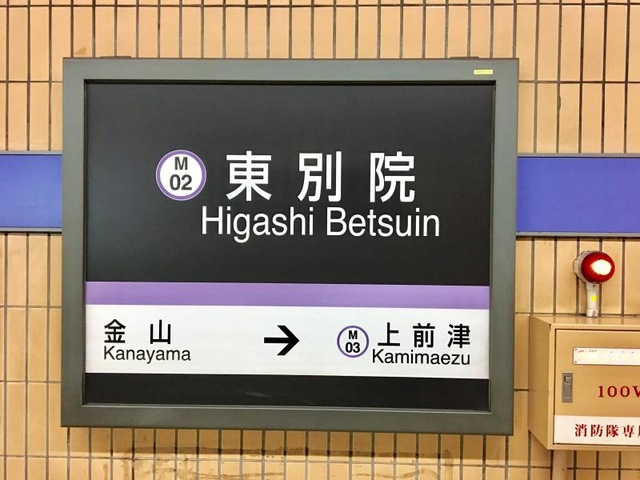 M
02
東別院
Higashi Betsuin
金山
Kanayama
→
M
03
上前津
Kamimaezu
100V
消防隊専